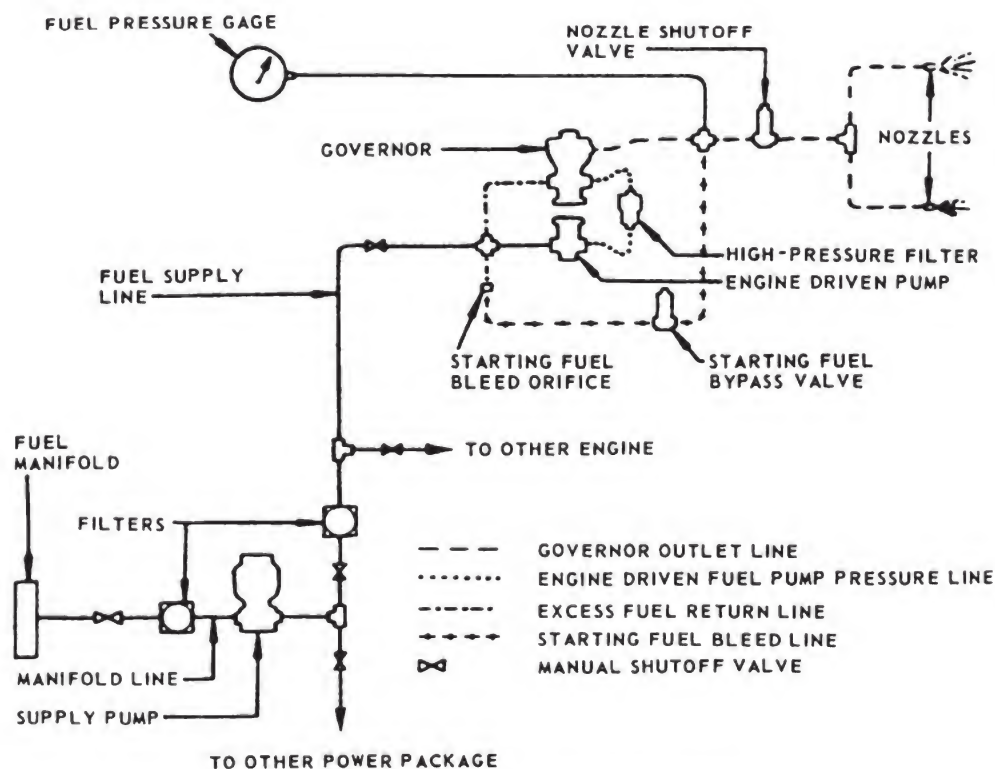 FUEL PRESSURE GAGE
NOZZLE SHUTOFF
VALVE
GOVERNOR
NOZZLES
HIGH-PRESSURE FILTER
ENGINE DRIVEN PUMP
FUEL SUPPLY
LINE
STARTING FUEL
BLEED ORIFICE
STARTING FUEL
BYPASS VALVE
FUEL
MANIFOLD
TO OTHER ENGINE
FILTERS
GOVERNOR OUTLET LINE
ENGINE DRIVEN FUEL PUMP PRESSURE LINE
EXCESS FUEL RETURN LINE
STARTING FUEL BLEED LINE
MANUAL SHUTOFF VALVE
MANIFOLD LINE
SUPPLY PUMP
TO OTHER POWER PACKAGE